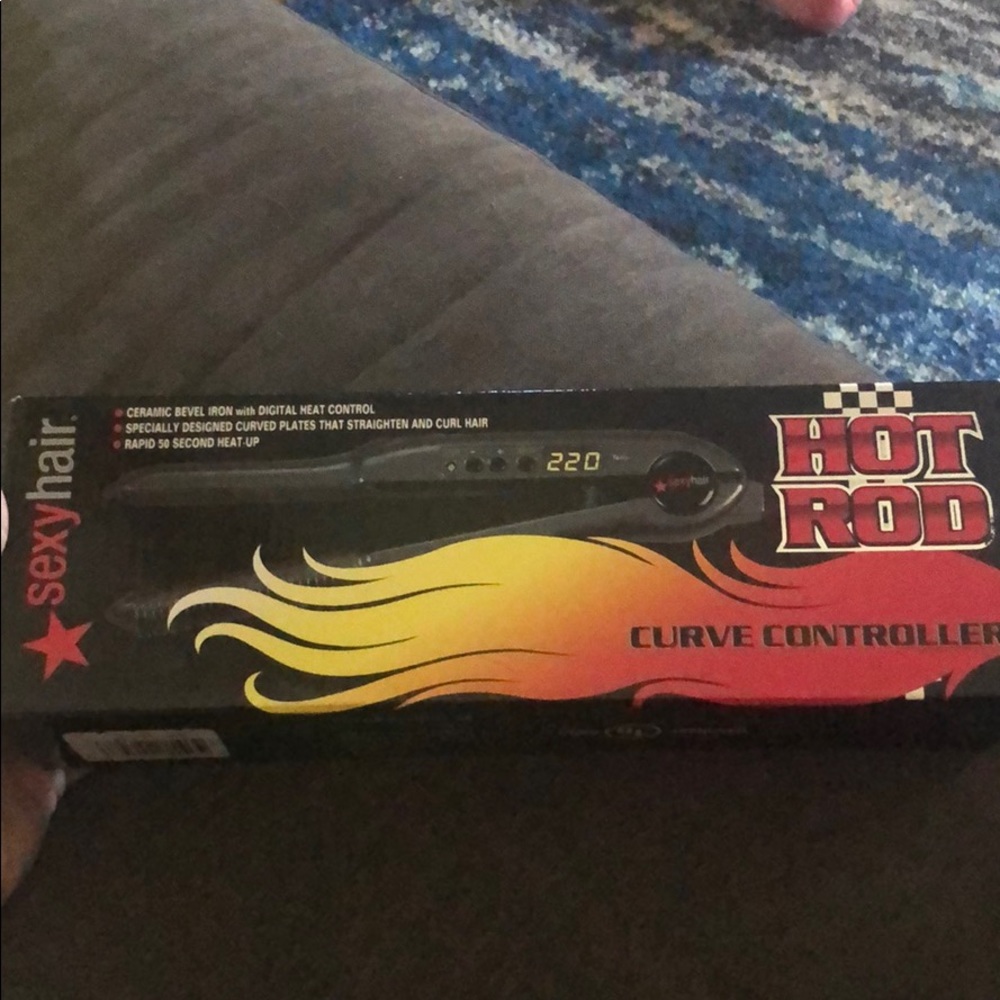 sexyhair.
CERAMIC BEVEL IRON with DIGITAL HEAT CONTROL
SPECIALLY DESIGNED CURVED PLATES THAT STRAIGHTEN AND CURL HAIR
RAPID 50 SECOND HEAT-UP
220
sexyhair
HOT
ROD
CURVE CONTROLLER